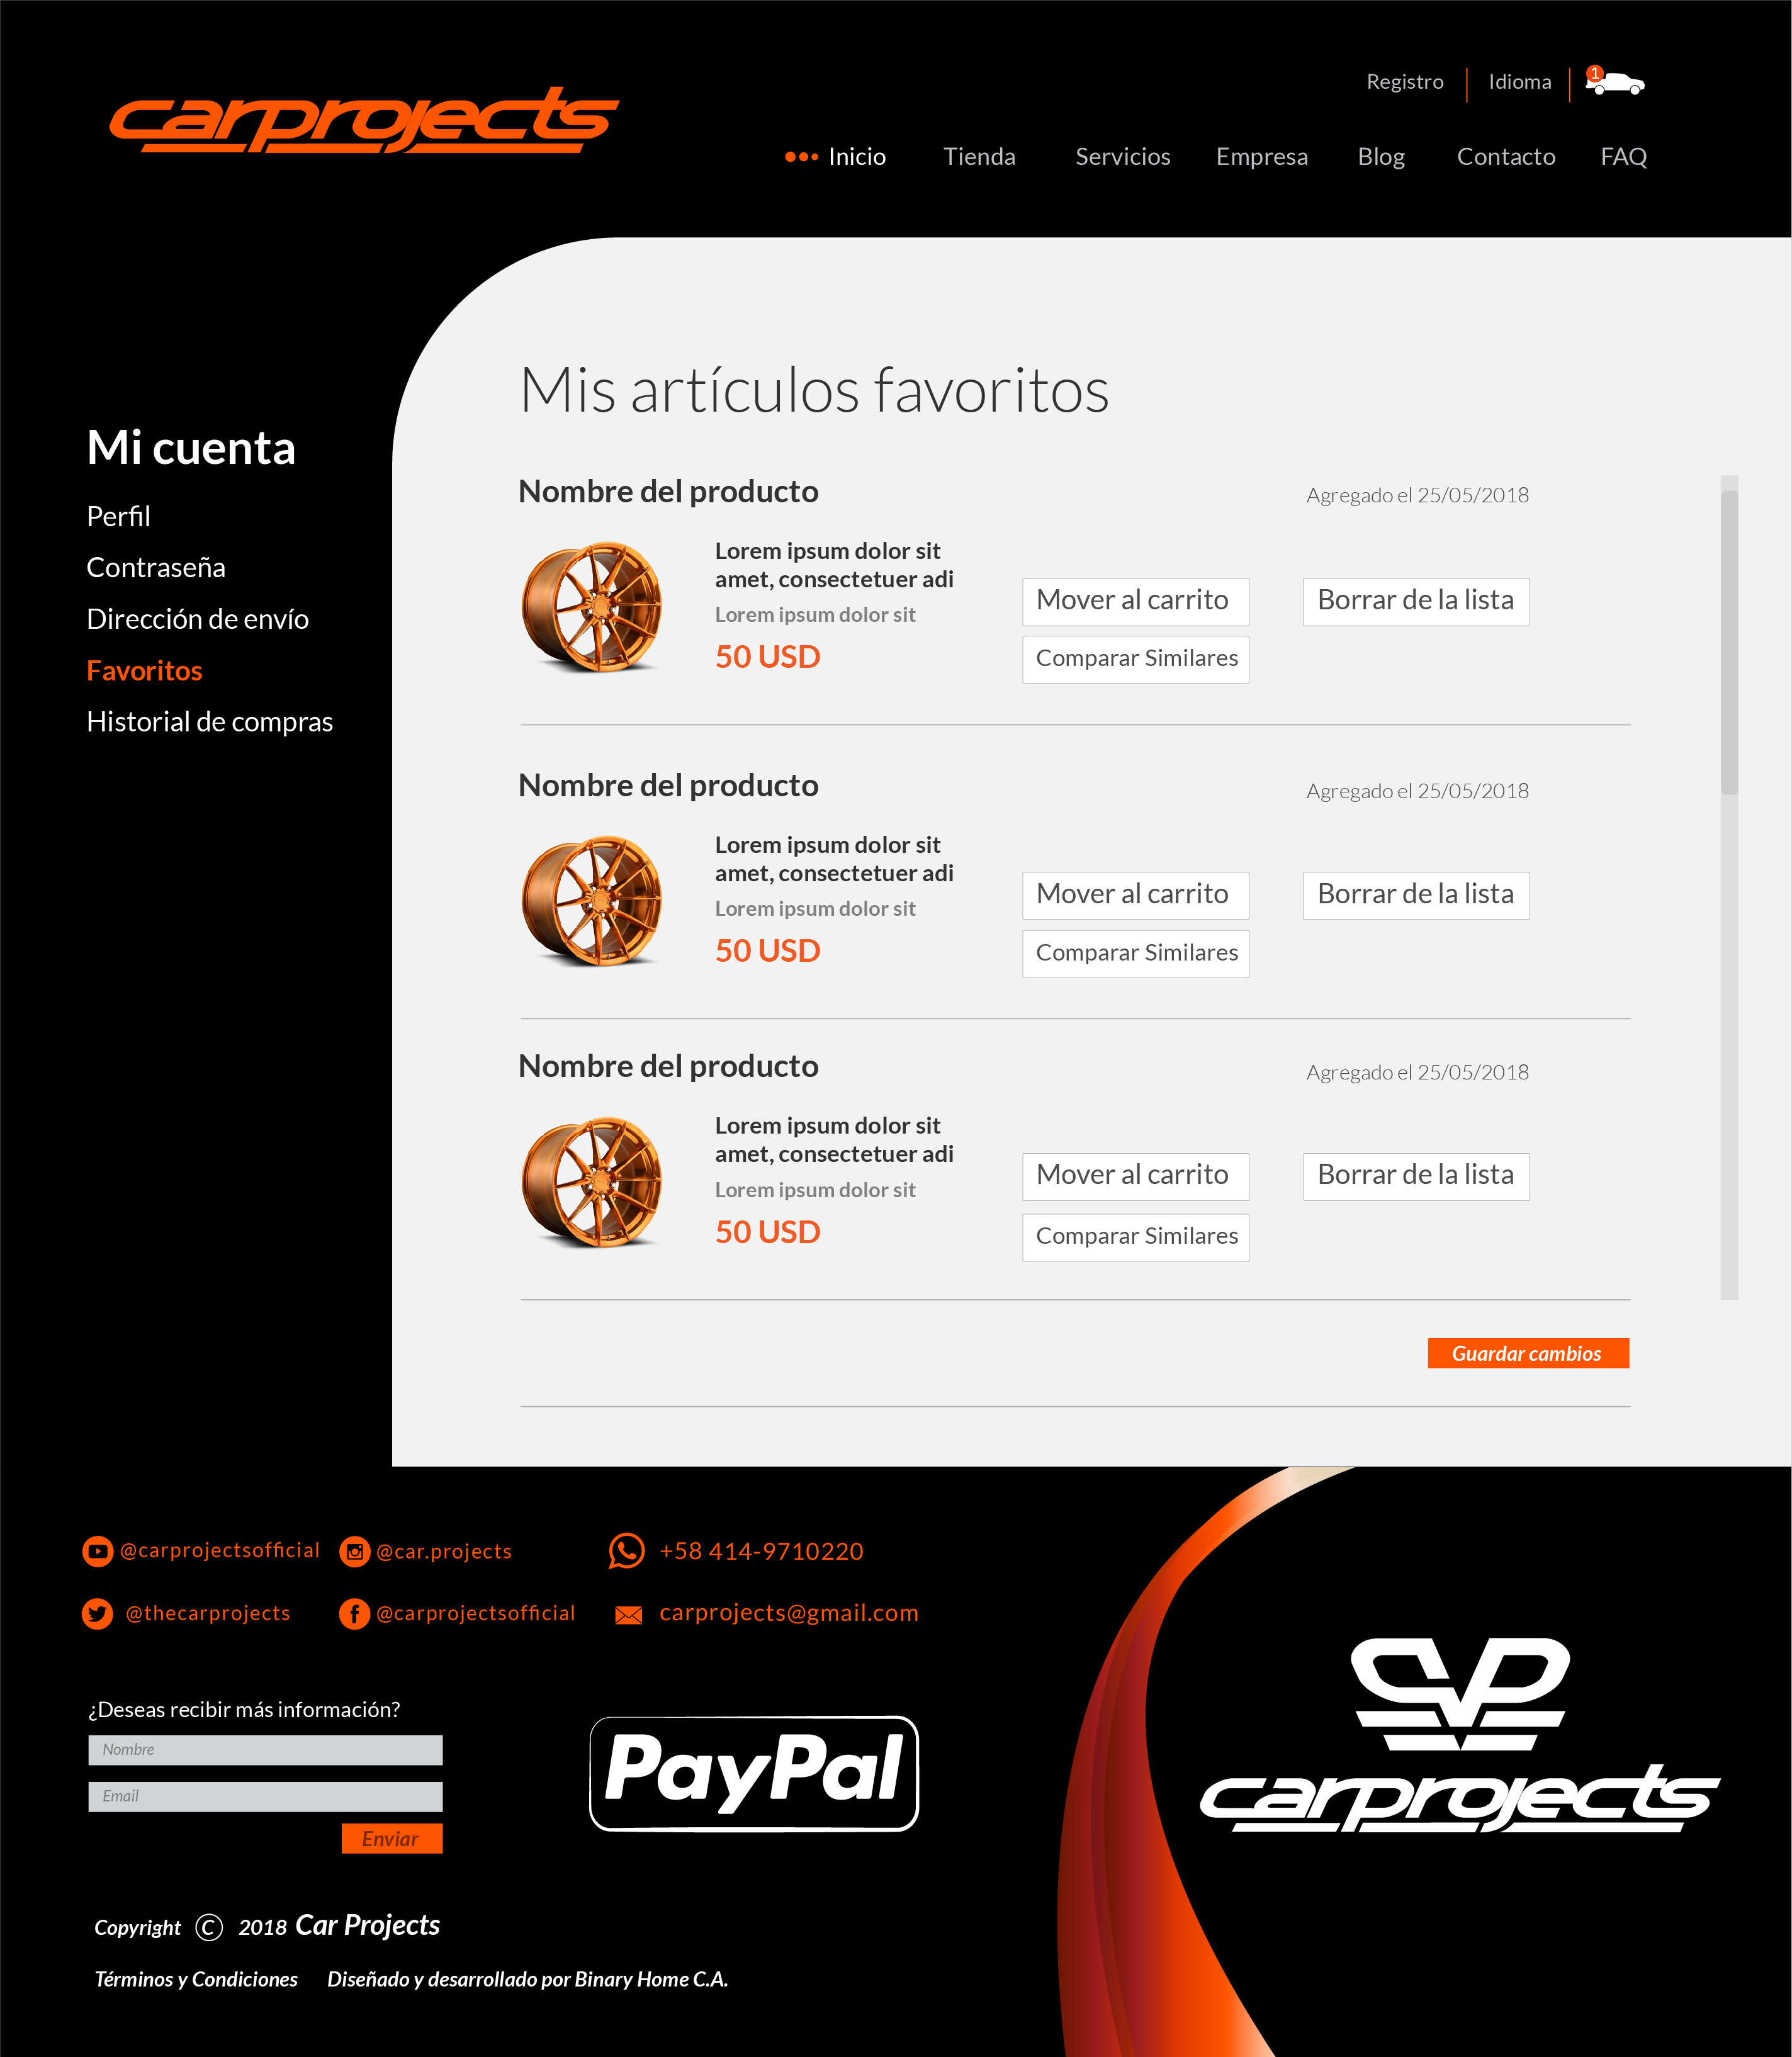 carprojects
Registro
Idioma
1
Inicio
Tienda
Servicios
Empresa
Blog
Contacto
FAQ
Mi cuenta
Perfil
Contraseña
Dirección de envío
Favoritos
Historial de compras
Mis artículos favoritos
Nombre del producto
Agregado el 25/05/2018
Lorem ipsum dolor sit
amet, consectetuer adi
Lorem ipsum dolor sit
50 USD
Mover al carrito
Borrar de la lista
Comparar Similares
Nombre del producto
Agregado el 25/05/2018
Lorem ipsum dolor sit
amet, consectetuer adi
Lorem ipsum dolor sit
50 USD
Mover al carrito
Borrar de la lista
Comparar Similares
Nombre del producto
Agregado el 25/05/2018
Lorem ipsum dolor sit
amet, consectetuer adi
Lorem ipsum dolor sit
50 USD
Mover al carrito
Borrar de la lista
Comparar Similares
Guardar cambios
@carprojectsofficial
@car.projects
+58 414-9710220
@thecarprojects
@carprojectsofficial
carprojects@gmail.com
¿Deseas recibir más información?
Nombre
Email
Enviar
PayPal
CP
carprojects
Copyright © 2018 Car Projects
Términos y Condiciones
Diseñado y desarrollado por Binary Home C.A.